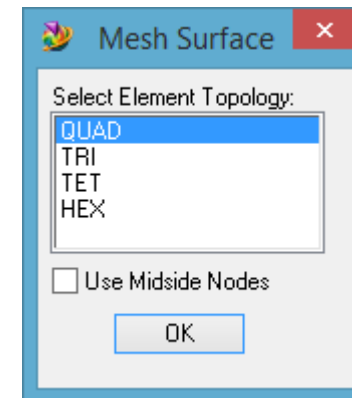 Mesh Surface
Select Element Topology:
QUAD
TRI
TET
HEX
Use Midside Nodes
OK